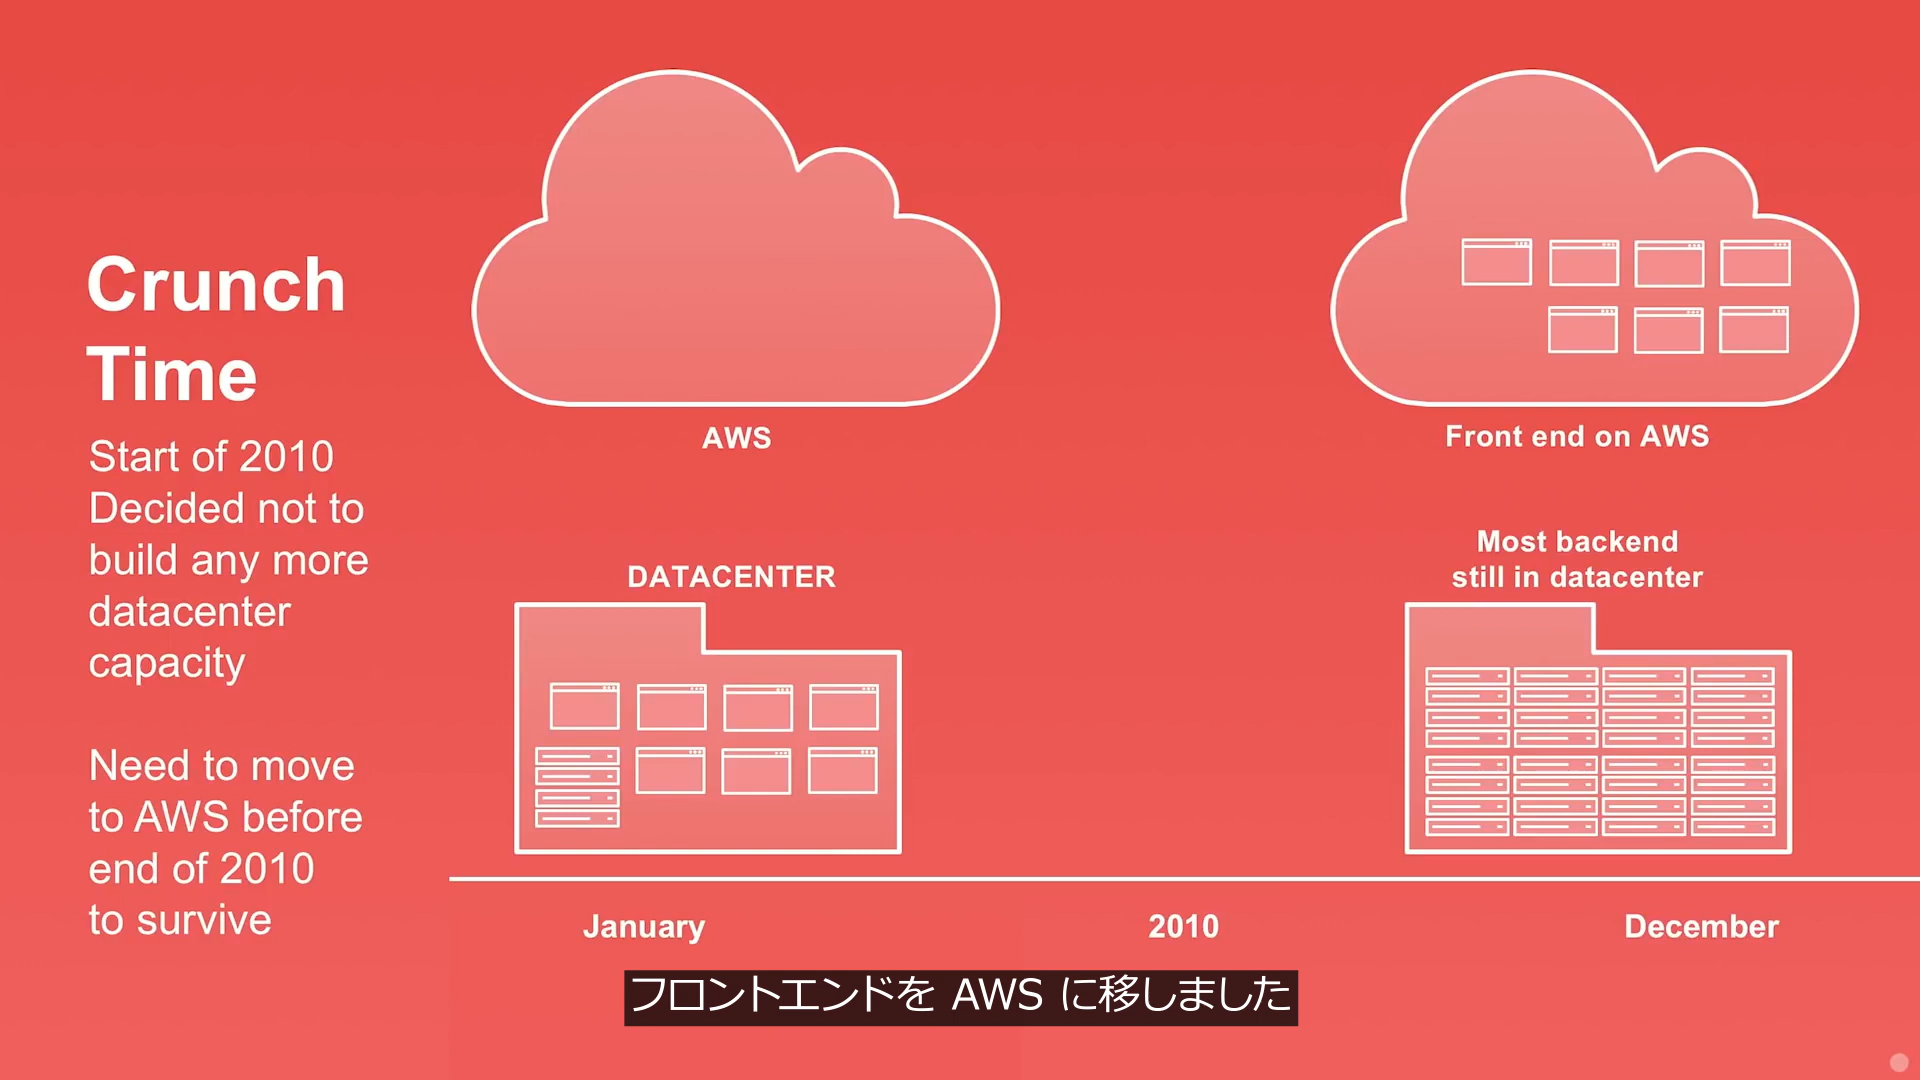 Crunch
Time
Start of 2010
Decided not to
build any more
datacenter
capacity
Need to move
to AWS before
end of 2010
to survive
AWS
Front end on AWS
DATACENTER
Most backend
still in datacenter
January
2010
December
フロントエンドを AWS に移しました